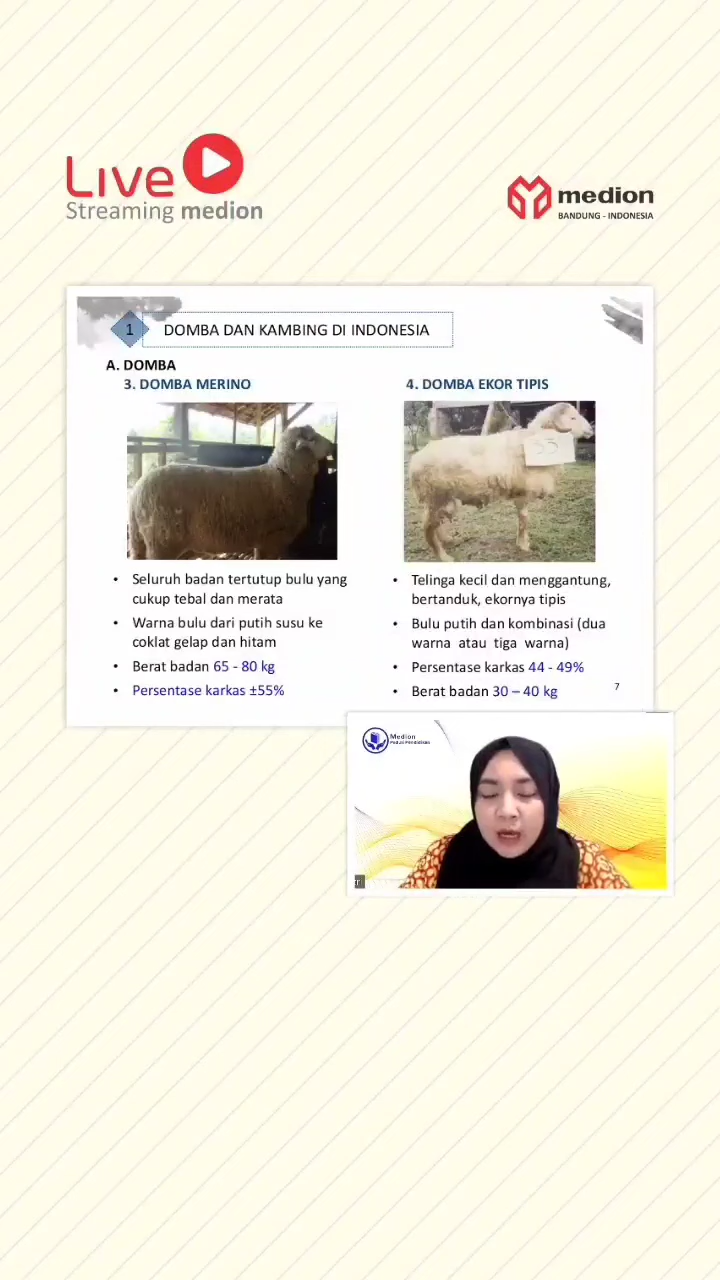 Live
Streaming medion
medion
BANDUNG - INDONESIA
1
DOMBA DAN KAMBING DI INDONESIA
A. DOMBA
3. DOMBA MERINO
• Seluruh badan tertutup bulu yang
cukup tebal dan merata
• Warna bulu dari putih susu ke
coklat gelap dan hitam
• Berat badan 65 - 80 kg
• Persentase karkas ±55%
4. DOMBA EKOR TIPIS
• Telinga kecil dan menggantung,
bertanduk, ekornya tipis
• Bulu putih dan kombinasi (dua
warna atau tiga warna)
• Persentase karkas 44 - 49%
• Berat badan 30 – 40 kg
7
Medion
Peduli Pendidikan